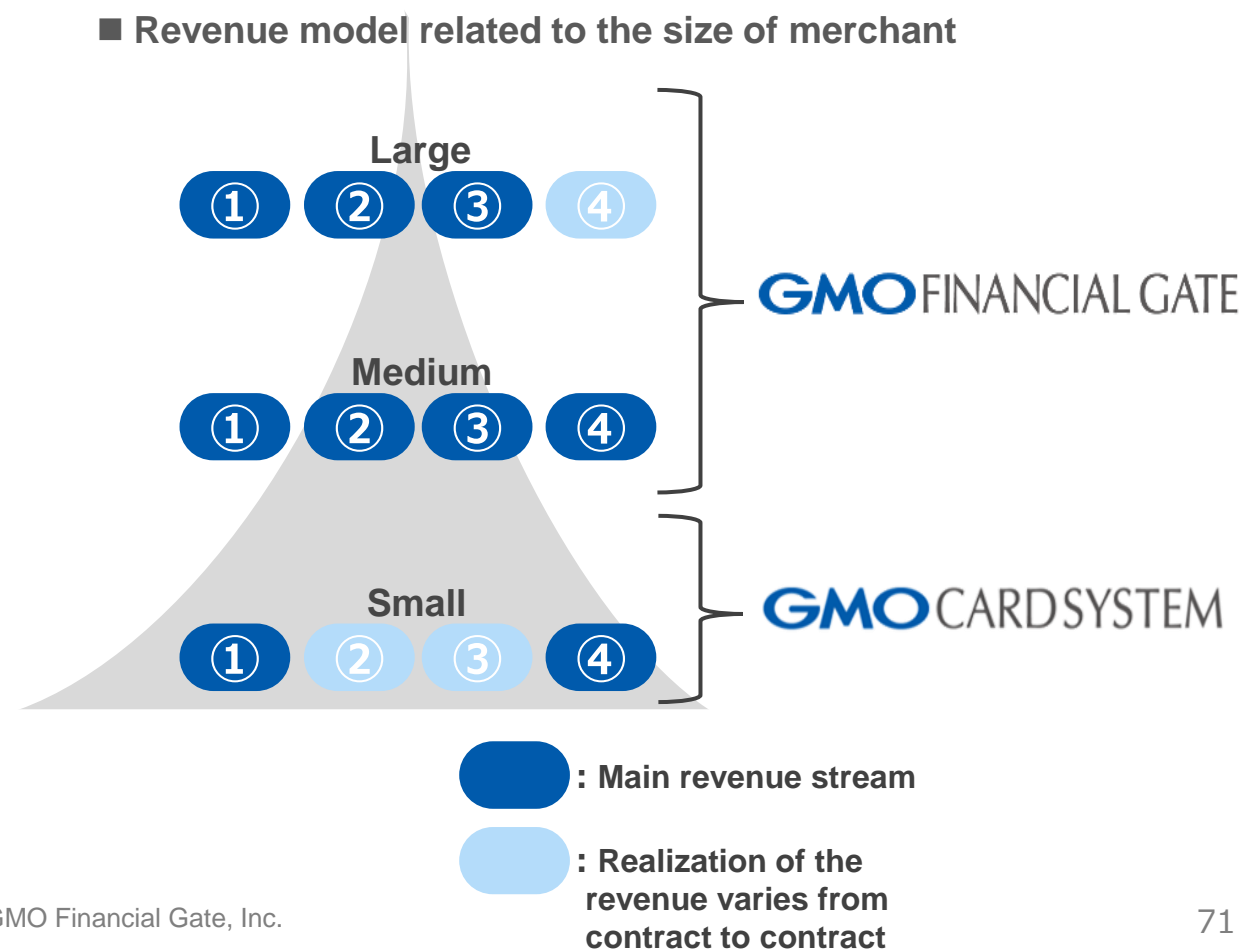 ■ Revenue model related to the size of merchant
Large
① ② ③ ④
GMO FINANCIAL GATE
Medium
① ② ③ ④
Small
GMO CARDSYSTEM
① ② ③ ④
: Main revenue stream
: Realization of the
revenue varies from
contract to contract
GMO Financial Gate, Inc.
71